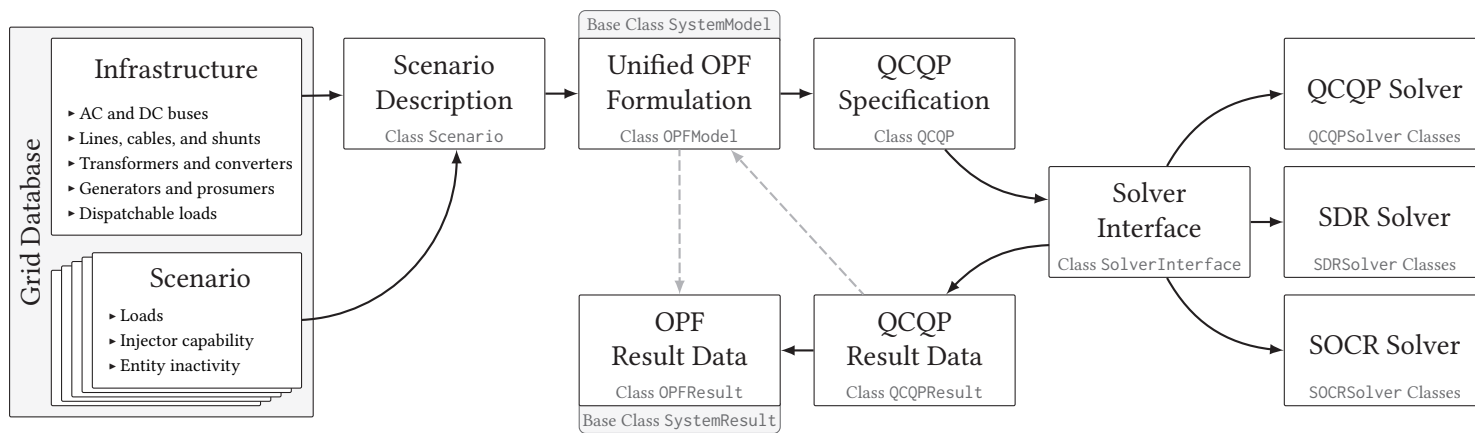 Grid Database
Infrastructure
▸ AC and DC buses
▸ Lines, cables, and shunts
▸ Transformers and converters
▸ Generators and prosumers
▸ Dispatchable loads
Scenario
▸ Loads
▸ Injector capability
▸ Entity inactivity
Scenario
Description
Class Scenario
Base Class SystemModel
Unified OPF
Formulation
Class OPFModel
QCQP
Specification
Class QCQP
Solver
Interface
Class SolverInterface
QCQP Solver
QCQPSolver Classes
SDR Solver
SDRSolver Classes
SOCR Solver
SOCRSolver Classes
QCQP
Result Data
Class QCQPResult
OPF
Result Data
Class OPFResult
Base Class SystemResult